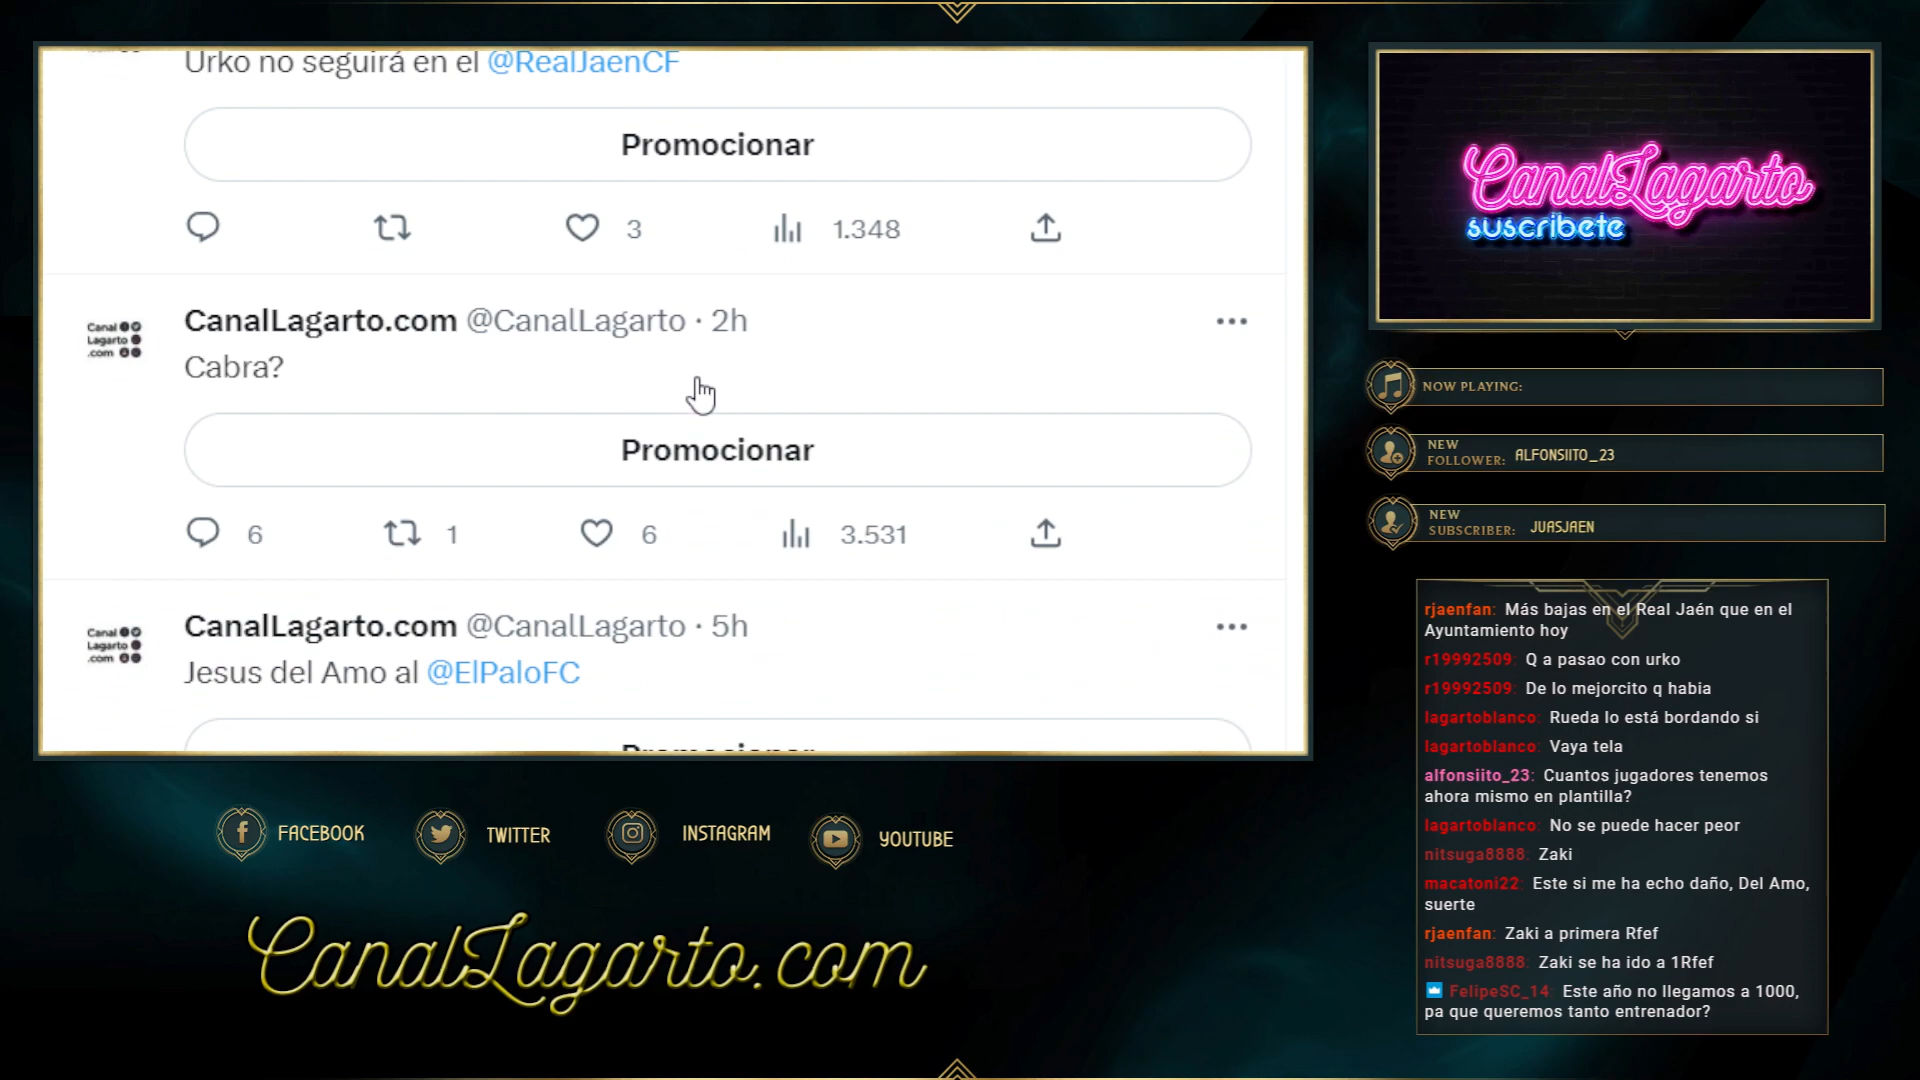 Urko no seguirá en el @RealJaenCF
Promocionar
3 1.348
CanalLagarto.com @CanalLagarto · 2h
Cabra?
Promocionar
6 1 6 3.531
CanalLagarto.com @CanalLagarto · 5h
Jesus del Amo al @ElPaloFC
Promocionar
Canal
Lagarto
.com
Canal
Lagarto
.com
FACEBOOK TWITTER INSTAGRAM YOUTUBE
CanalLagarto.com
CanalLagarto
suscribete
NOW PLAYING:
NEW
FOLLOWER: ALFONSIITO_23
NEW
SUBSCRIBER: JUASJAEN
rjaenfan: Más bajas en el Real Jaén que en el
Ayuntamiento hoy
r19992509: Q a pasao con urko
r19992509: De lo mejorcito q habia
lagartoblanco: Rueda lo está bordando si
lagartoblanco: Vaya tela
alfonsiito_23: Cuantos jugadores tenemos
ahora mismo en plantilla?
lagartoblanco: No se puede hacer peor
nitsuga8888: Zaki
macatoni22: Este si me ha echo daño, Del Amo,
suerte
rjaenfan: Zaki a primera Rfef
nitsuga8888: Zaki se ha ido a 1Rfef
FelipeSC_14: Este año no llegamos a 1000,
pa que queremos tanto entrenador?